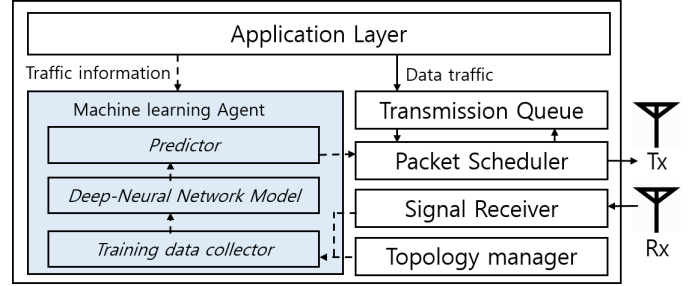 Application Layer
Traffic information
Data traffic
Machine learning Agent
Predictor
Deep-Neural Network Model
Training data collector
Transmission Queue
Packet Scheduler
Signal Receiver
Topology manager
Tx
Rx